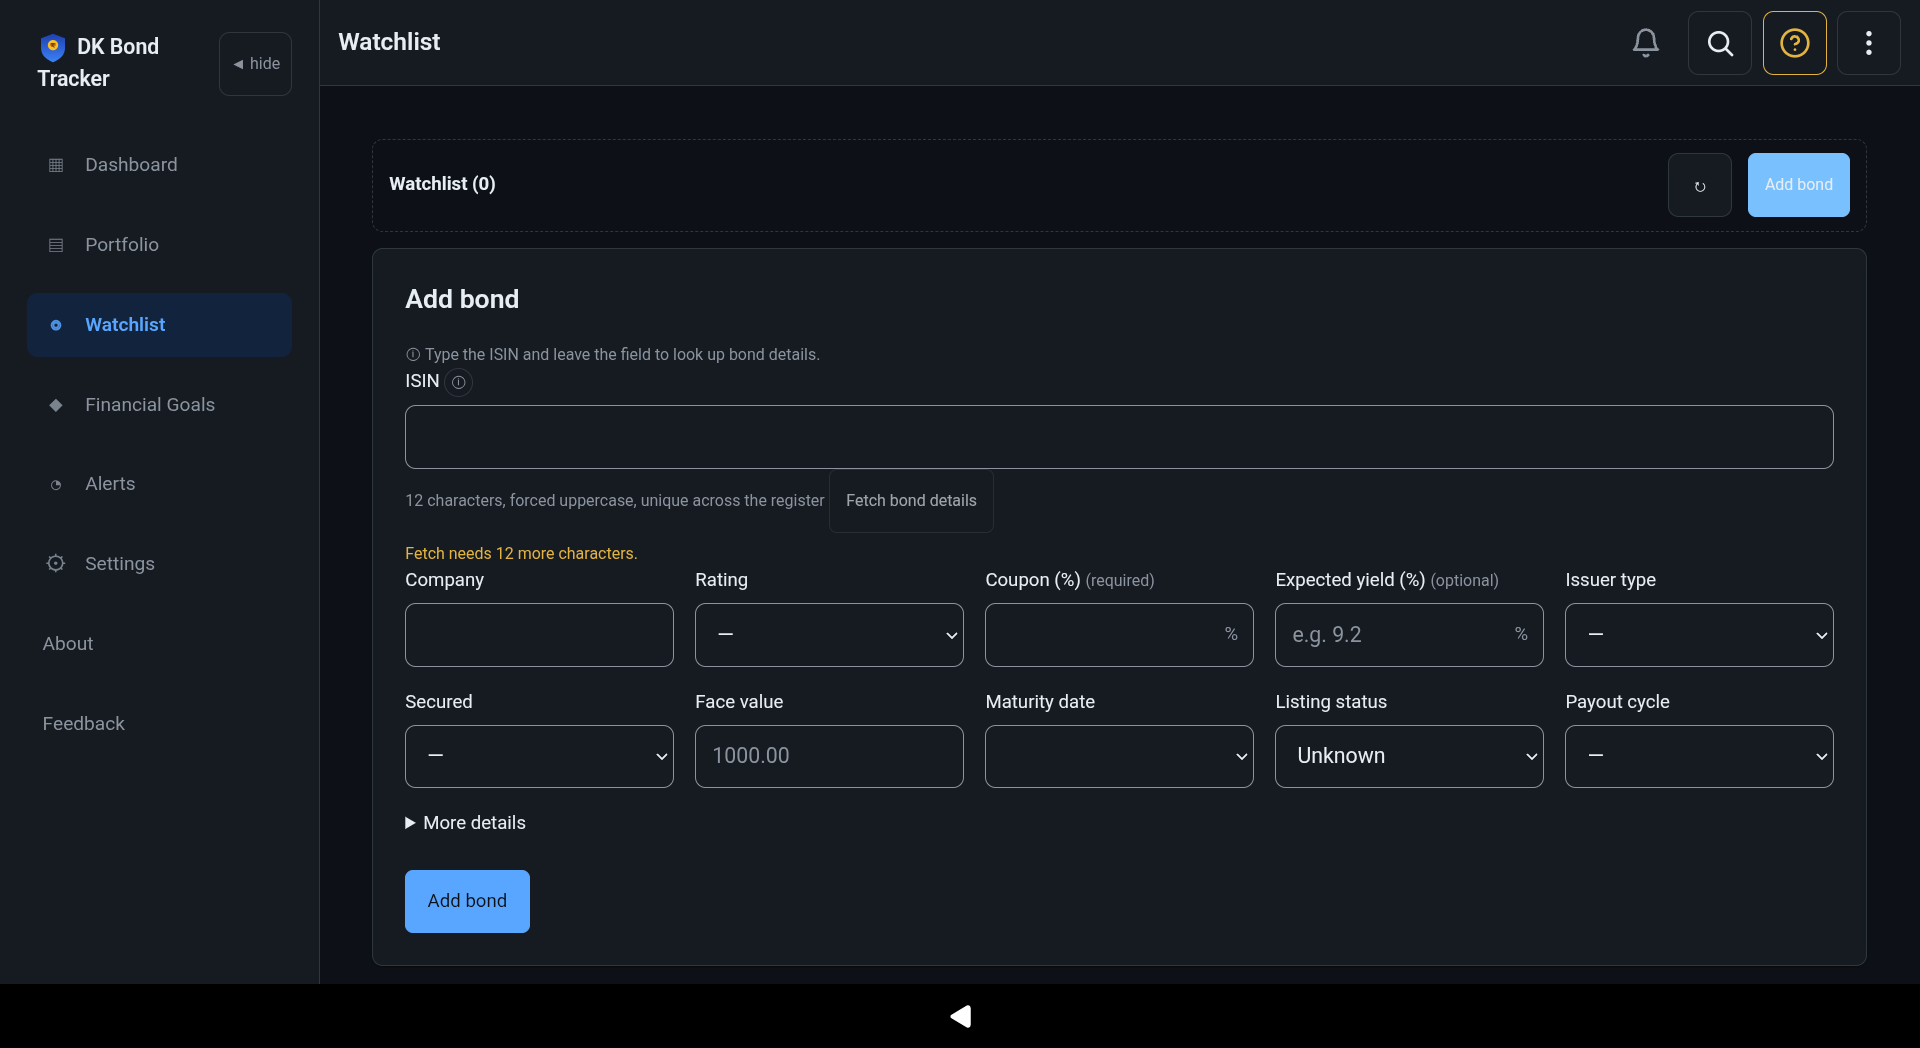 DK Bond Tracker
◄ hide
Dashboard
Portfolio
Watchlist
Financial Goals
Alerts
Settings
About
Feedback
Watchlist
Watchlist (0)
Add bond
Add bond
ⓘ Type the ISIN and leave the field to look up bond details.
ISIN ⓘ
12 characters, forced uppercase, unique across the register
Fetch bond details
Fetch needs 12 more characters.
Company
Rating
—
Coupon (%) (required)
%
Expected yield (%) (optional)
e.g. 9.2 %
Issuer type
—
Secured
—
Face value
1000.00
Maturity date
Listing status
Unknown
Payout cycle
—
▶ More details
Add bond